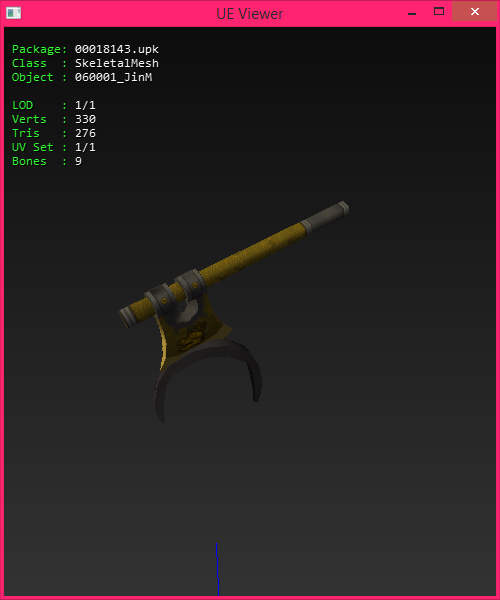 UE Viewer
Package: 00018143.upk
Class  : SkeletalMesh
Object : 060001_JinM
LOD    : 1/1
Verts  : 330
Tris   : 276
UV Set : 1/1
Bones  : 9